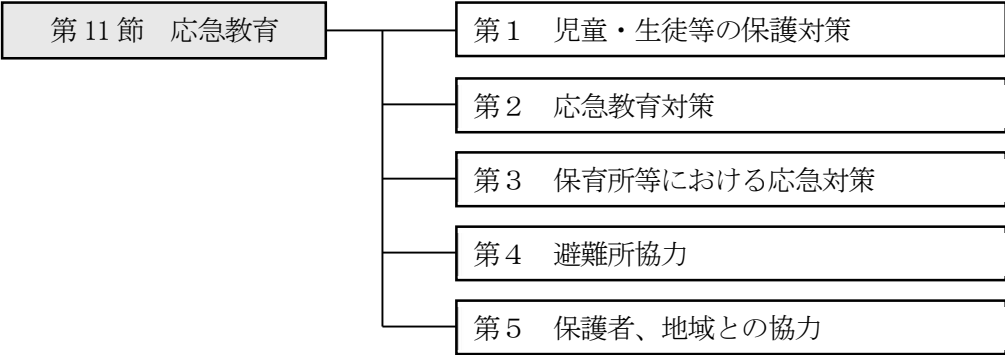 第11節　応急教育
第１　児童・生徒等の保護対策
第２　応急教育対策
第３　保育所等における応急対策
第４　避難所協力
第５　保護者、地域との協力